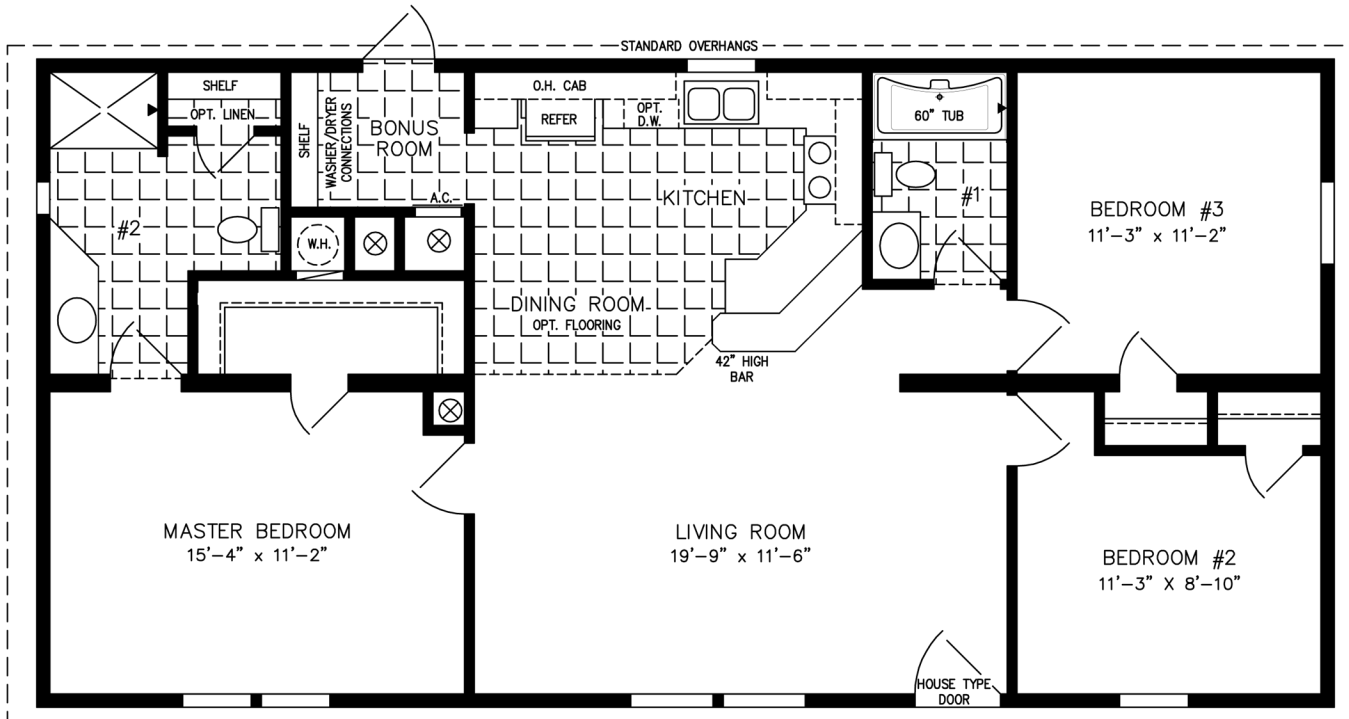 STANDARD OVERHANGS
SHELF
OPT. LINEN
SHELF
WASHER/DRYER
CONNECTIONS
BONUS
ROOM
A.C.
O.H. CAB
REFER
OPT.
D.W.
KITCHEN
60" TUB
#1
#2
W.H.
DINING ROOM
OPT. FLOORING
42" HIGH
BAR
BEDROOM #3
11'-3" x 11'-2"
MASTER BEDROOM
15'-4" x 11'-2"
LIVING ROOM
19'-9" x 11'-6"
BEDROOM #2
11'-3" X 8'-10"
HOUSE TYPE
DOOR